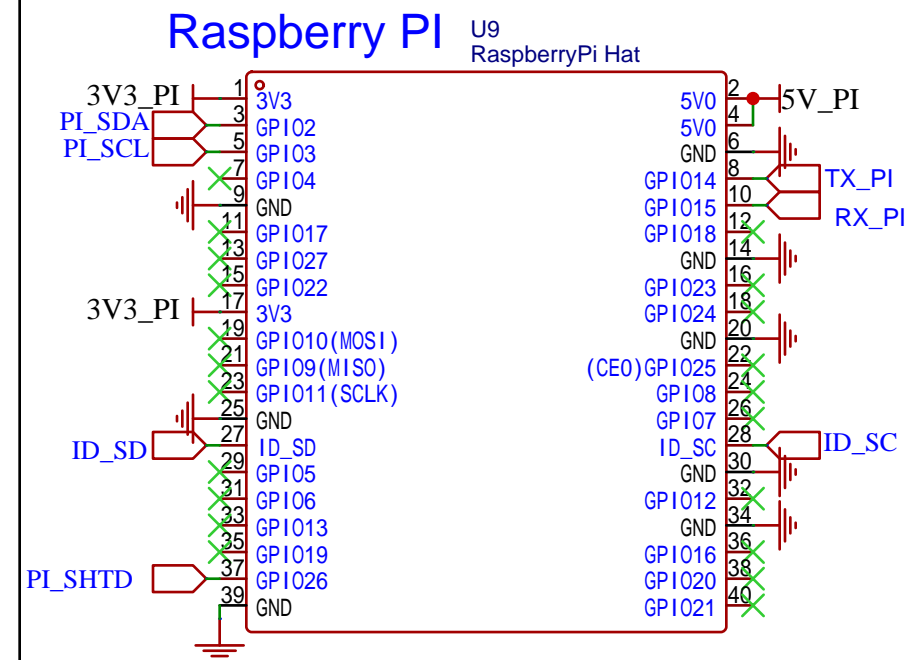 Raspberry PI
U9
RaspberryPi Hat
3V3_PI 1 3V3 5V0 2 5V_PI
PI_SDA 3 GPIO2 5V0 4
PI_SCL 5 GPIO3 GND 6
7 GPIO4 GPIO14 8 TX_PI
9 GND GPIO15 10 RX_PI
11 GPIO17 GPIO18 12
13 GPIO27 GND 14
15 GPIO22 GPIO23 16
3V3_PI 17 3V3 GPIO24 18
19 GPIO10(MOSI) GND 20
21 GPIO9(MISO) (CE0)GPIO25 22
23 GPIO11(SCLK) GPIO8 24
25 GND GPIO7 26
ID_SD 27 ID_SD ID_SC 28 ID_SC
29 GPIO5 GND 30
31 GPIO6 GPIO12 32
33 GPIO13 GND 34
35 GPIO19 GPIO16 36
PI_SHTD 37 GPIO26 GPIO20 38
39 GND GPIO21 40